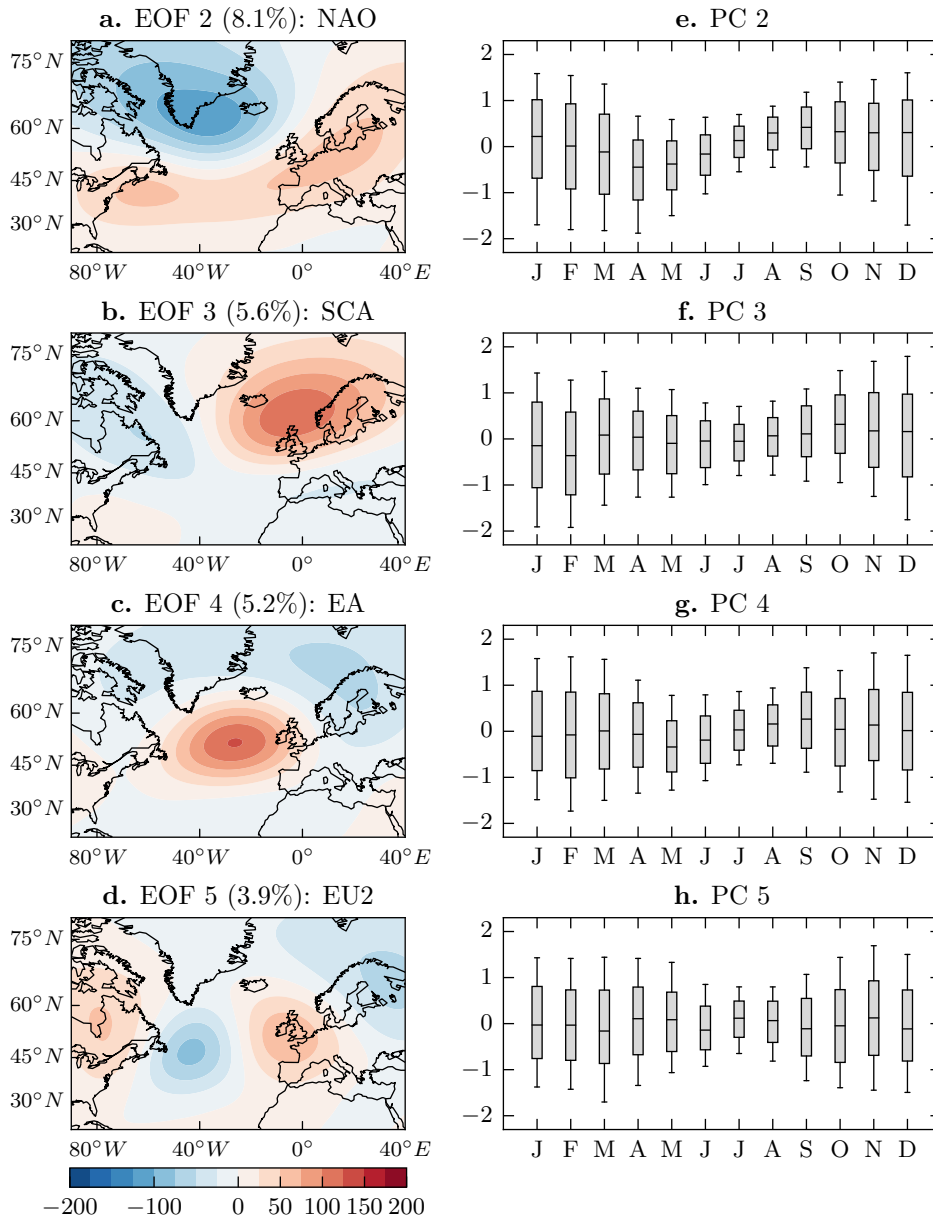 a. EOF 2 (8.1%): NAO
75°N
60°N
45°N
30°N
80°W 40°W 0° 40°E
e. PC 2
2
1
0
−1
−2
J F M A M J J A S O N D
b. EOF 3 (5.6%): SCA
75°N
60°N
45°N
30°N
80°W 40°W 0° 40°E
f. PC 3
2
1
0
−1
−2
J F M A M J J A S O N D
c. EOF 4 (5.2%): EA
75°N
60°N
45°N
30°N
80°W 40°W 0° 40°E
g. PC 4
2
1
0
−1
−2
J F M A M J J A S O N D
d. EOF 5 (3.9%): EU2
75°N
60°N
45°N
30°N
80°W 40°W 0° 40°E
h. PC 5
2
1
0
−1
−2
J F M A M J J A S O N D
−200 −100 0 50 100 150 200